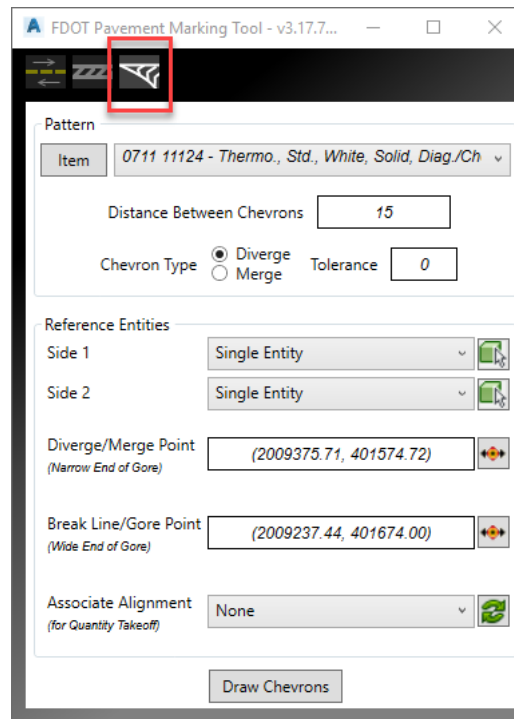 A FDOT Pavement Marking Tool - v3.17.7...
Pattern
Item 0711 11124 - Thermo., Std., White, Solid, Diag./Ch
Distance Between Chevrons 15
Chevron Type Diverge Tolerance 0
Merge
Reference Entities
Side 1 Single Entity
Side 2 Single Entity
Diverge/Merge Point (2009375.71, 401574.72)
(Narrow End of Gore)
Break Line/Gore Point (2009237.44, 401674.00)
(Wide End of Gore)
Associate Alignment None
(for Quantity Takeoff)
Draw Chevrons